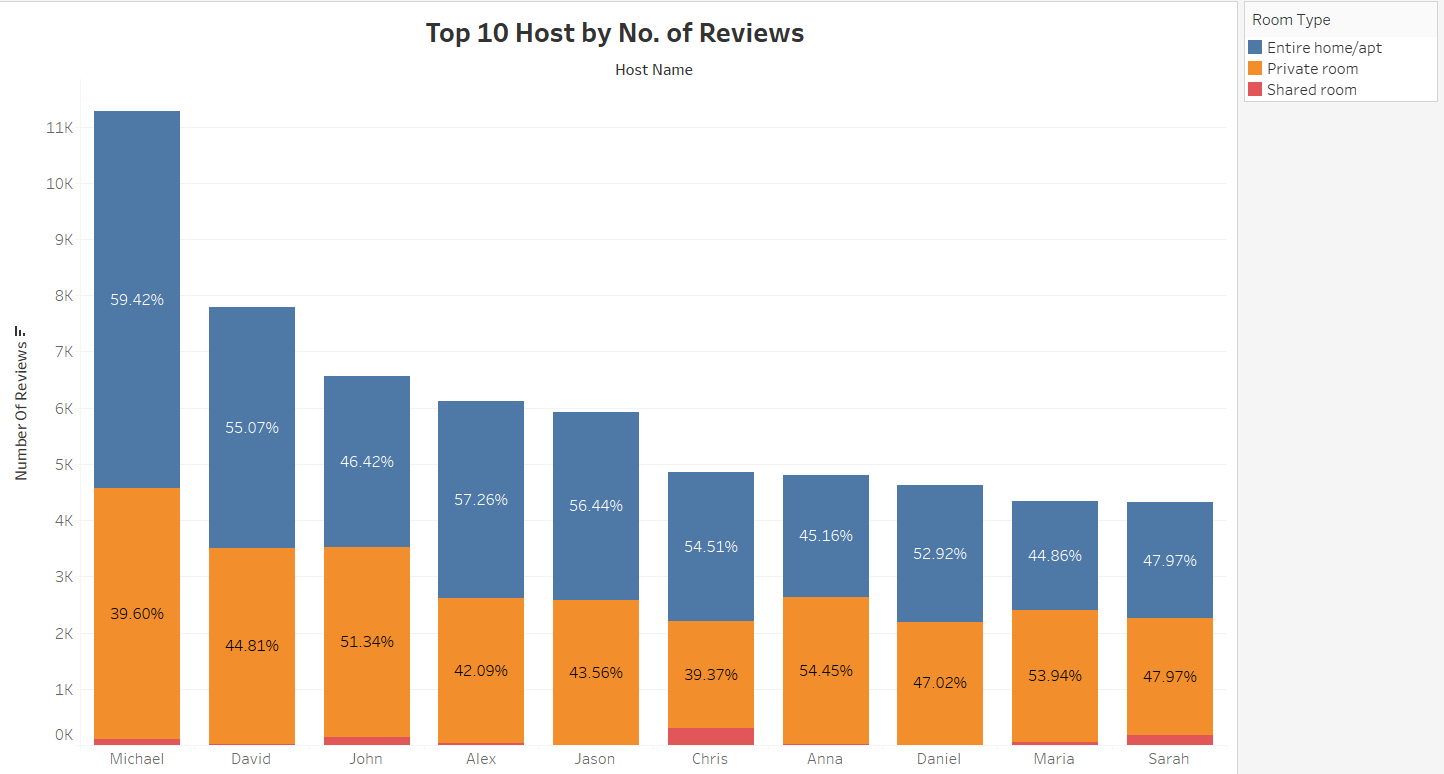 Top 10 Host by No. of Reviews
Host Name
Room Type
Entire home/apt
Private room
Shared room
Number Of Reviews
11K
10K
9K
8K
7K
6K
5K
4K
3K
2K
1K
0K
59.42%
39.60%
55.07%
44.81%
46.42%
51.34%
57.26%
42.09%
56.44%
43.56%
54.51%
39.37%
45.16%
54.45%
52.92%
47.02%
44.86%
53.94%
47.97%
47.97%
Michael David John Alex Jason Chris Anna Daniel Maria Sarah